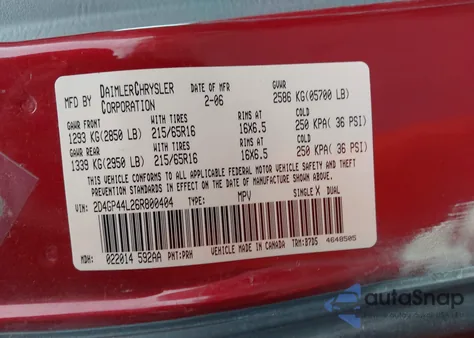 MFD BY DAIMLERCHRYSLER CORPORATION DATE OF MFR 2-06 GVWR 2586 KG(05700 LB)
GAWR FRONT WITH TIRES RIMS AT COLD
1293 KG(2850 LB) 215/65R16 16X6.5 250 KPA( 36 PSI)
GAWR REAR WITH TIRES RIMS AT COLD
1339 KG(2950 LB) 215/65R16 16X6.5 250 KPA( 36 PSI)
THIS VEHICLE CONFORMS TO ALL APPLICABLE FEDERAL MOTOR VEHICLE SAFETY AND THEFT
PREVENTION STANDARDS IN EFFECT ON THE DATE OF MANUFACTURE SHOWN ABOVE.
VIN: 2D4GP44L26R800404 TYPE: MPV SINGLE X DUAL
VEHICLE MADE IN CANADA
MDH: 022014 592AA PNT:PRH TRM:B7D5 4648505
autoSnap